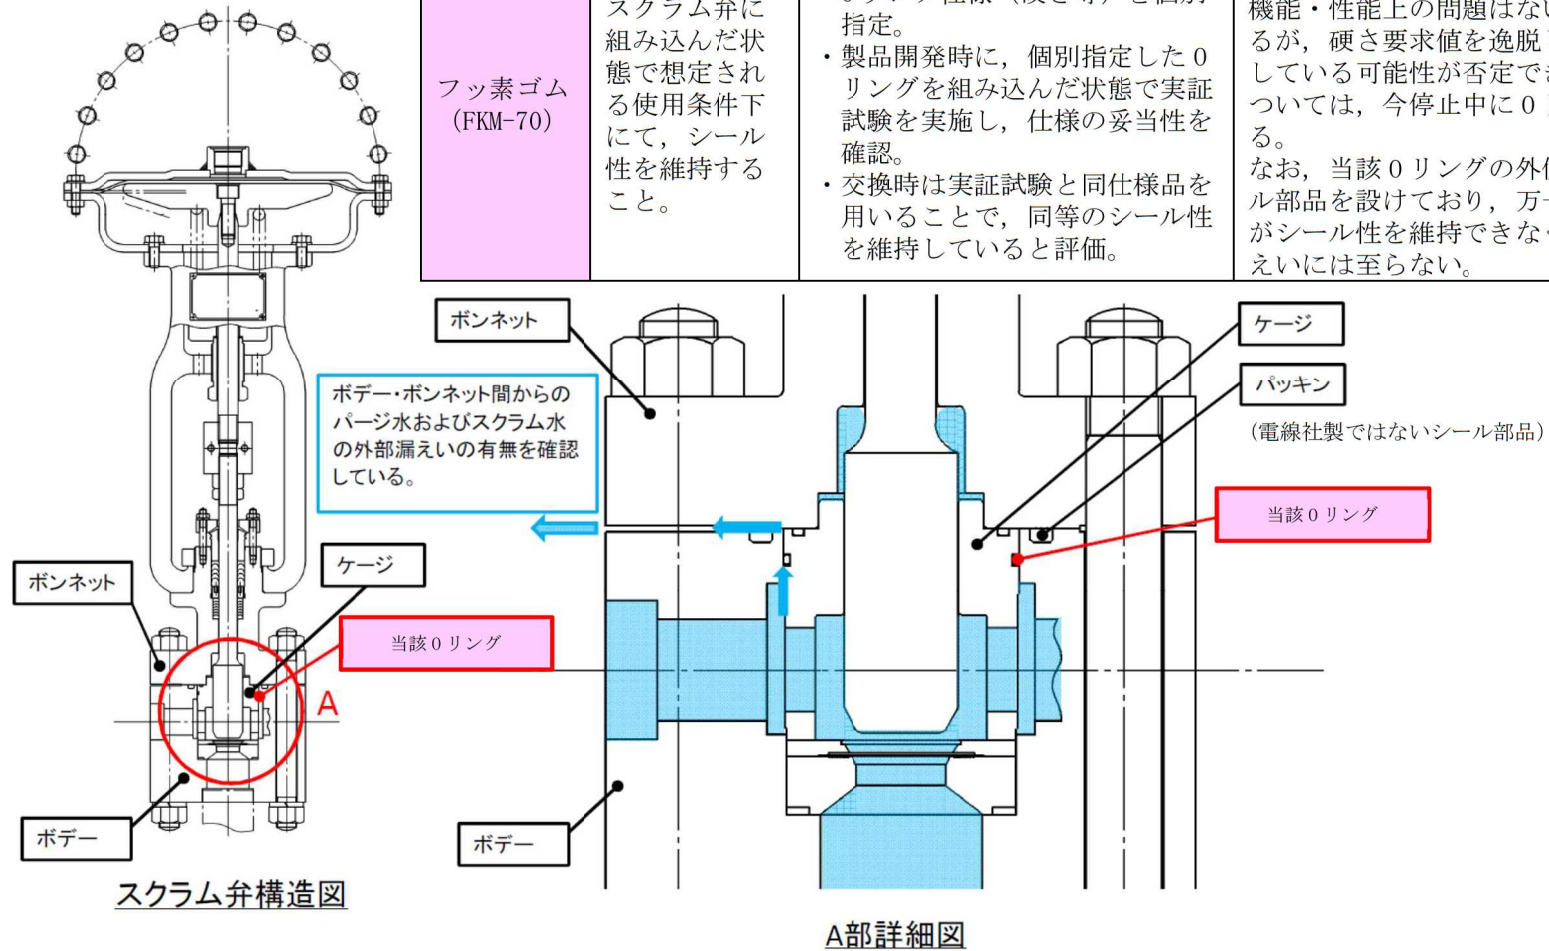 フッ素ゴム
(FKM-70)
スクラム弁に
組み込んだ状
態で想定され
る使用条件下
にて，シール
性を維持する
こと。
指定。
・製品開発時に，個別指定したO
リングを組み込んだ状態で実証
試験を実施し，仕様の妥当性を
確認。
・交換時は実証試験と同仕様品を
用いることで，同等のシール性
を維持していると評価。
機能・性能上の問題はない
るが，硬さ要求値を逸脱
している可能性が否定でき
ついては，今停止中にO
る。
なお，当該Oリングの外
ル部品を設けており，万
がシール性を維持できな
えいには至らない。
ボンネット
ケージ
パッキン
(電線社製ではないシール部品)
ボデー・ボンネット間からの
パージ水およびスクラム水
の外部漏えいの有無を確認
している。
当該Oリング
ケージ
ボンネット
当該Oリング
A
ボデー
ボデー
スクラム弁構造図
A部詳細図